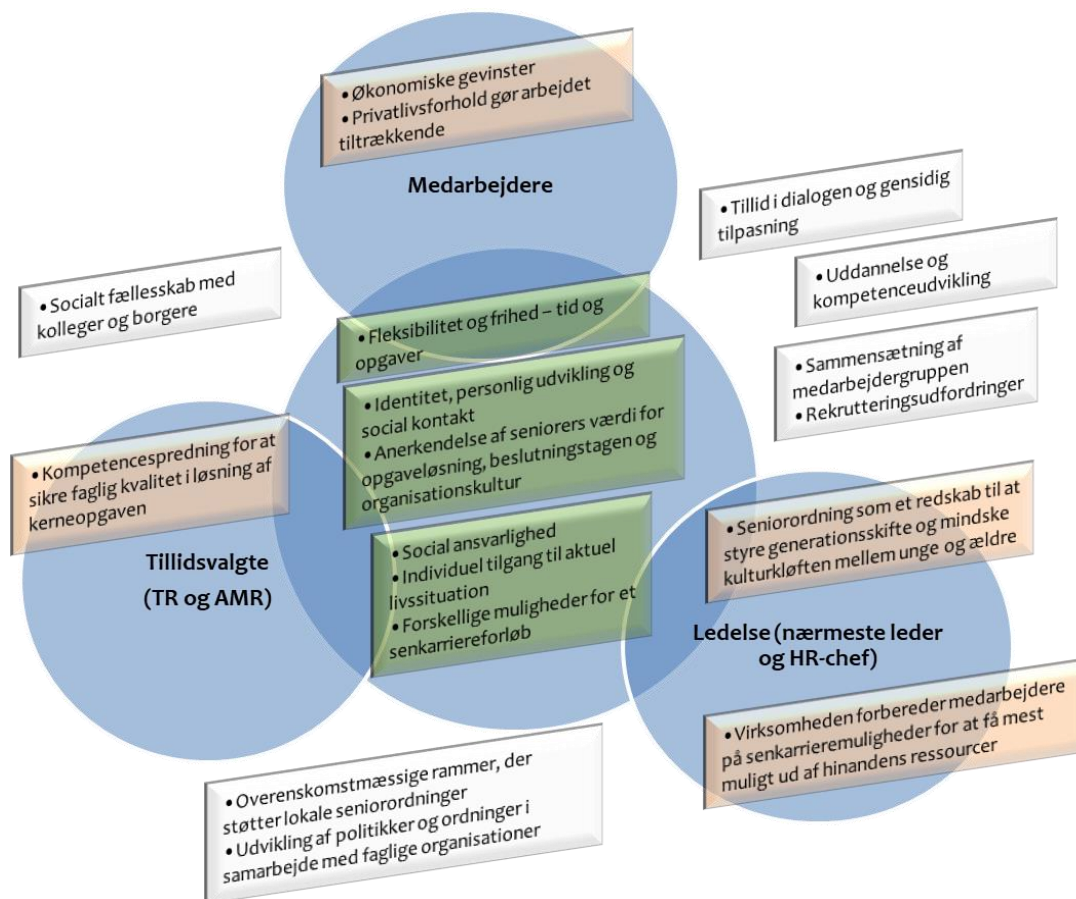 • Økonomiske gevinster
• Privatlivsforhold gør arbejdet
tiltrækkende
Medarbejdere
• Tillid i dialogen og gensidig
tilpasning
• Uddannelse og
kompetenceudvikling
• Socialt fællesskab med
kolleger og borgere
• Fleksibilitet og frihed – tid og
opgaver
• Sammensætning af
medarbejdergruppen
• Rekrutteringsudfordringer
• Identitet, personlig udvikling og
social kontakt
• Anerkendelse af seniorers værdi for
opgaveløsning, beslutningstagen og
organisationskultur
• Kompetencespredning for at
sikre faglig kvalitet i løsning af
kerneopgaven
Tillidsvalgte
(TR og AMR)
• Social ansvarlighed
• Individuel tilgang til aktuel
livssituation
• Forskellige muligheder for et
senkarriereforløb
• Seniorordning som et redskab til at
styre generationsskifte og mindske
kulturkløften mellem unge og ældre
Ledelse (nærmeste leder
og HR-chef)
• Virksomheden forbereder medarbejdere
på senkarrieremuligheder for at få mest
muligt ud af hinandens ressourcer
• Overenskomstmæssige rammer, der
støtter lokale seniorordninger
• Udvikling af politikker og ordninger i
samarbejde med faglige organisationer